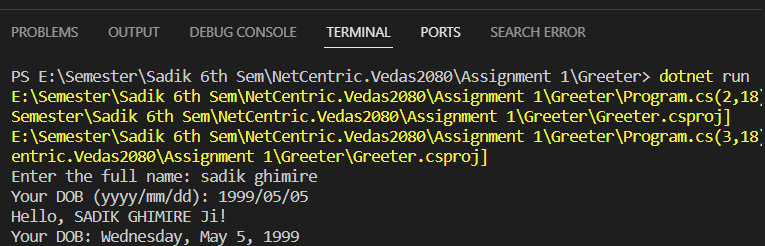 PROBLEMS OUTPUT DEBUG CONSOLE TERMINAL PORTS SEARCH ERROR
PS E:\Semester\Sadik 6th Sem\NetCentric.Vedas2080\Assignment 1\Greeter> dotnet run
E:\Semester\Sadik 6th Sem\NetCentric.Vedas2080\Assignment 1\Greeter\Program.cs(2,18)
Semester\Sadik 6th Sem\NetCentric.Vedas2080\Assignment 1\Greeter\Greeter.csproj]
E:\Semester\Sadik 6th Sem\NetCentric.Vedas2080\Assignment 1\Greeter\Program.cs(3,18)
entric.Vedas2080\Assignment 1\Greeter\Greeter.csproj]
Enter the full name: sadik ghimire
Your DOB (yyyy/mm/dd): 1999/05/05
Hello, SADIK GHIMIRE Ji!
Your DOB: Wednesday, May 5, 1999